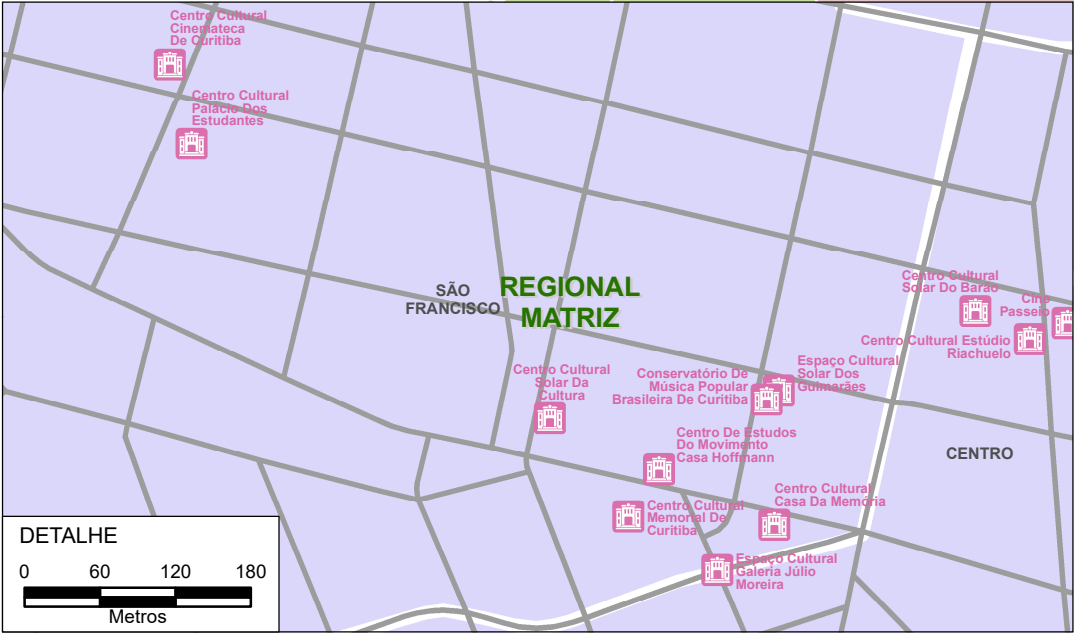 Centro Cultural
Cinemateca
De Curitiba
Centro Cultural
Palácio Dos
Estudantes
SÃO
FRANCISCO
REGIONAL
MATRIZ
Centro Cultural
Solar Do Barão
Cine
Passeio
Centro Cultural Estúdio
Riachuelo
Espaço Cultural
Solar Dos
Guimarães
Conservatório De
Música Popular
Brasileira De Curitiba
Centro Cultural
Solar Da
Cultura
Centro De Estudos
Do Movimento
Casa Hoffmann
CENTRO
Centro Cultural
Casa Da Memória
Centro Cultural
Memorial De
Curitiba
Espaço Cultural
Galeria Júlio
Moreira
DETALHE
0 60 120 180
Metros